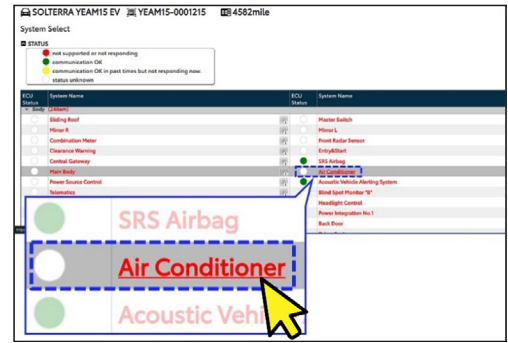 SOLTERRA YEAM15 EV YEAM15-0001215 4582mile
System Select
STATUS
not supported or not responding
communication OK
communication OK in past times but not responding now.
status unknown
ECU Status System Name ECU Status System Name
Body (24item)
Sliding Roof Master Switch
Mirror R Mirror L
Combination Meter Front Radar Sensor
Clearance Warning Entry&Start
Central Gateway SRS Airbag
Main Body Air Conditioner
Power Source Control Acoustic Vehicle Alerting System
Telematics Blind Spot Monitor "B"
Headlight Control
Power Integration No.1
Back Door
SRS Airbag
Air Conditioner
Acoustic Vehi